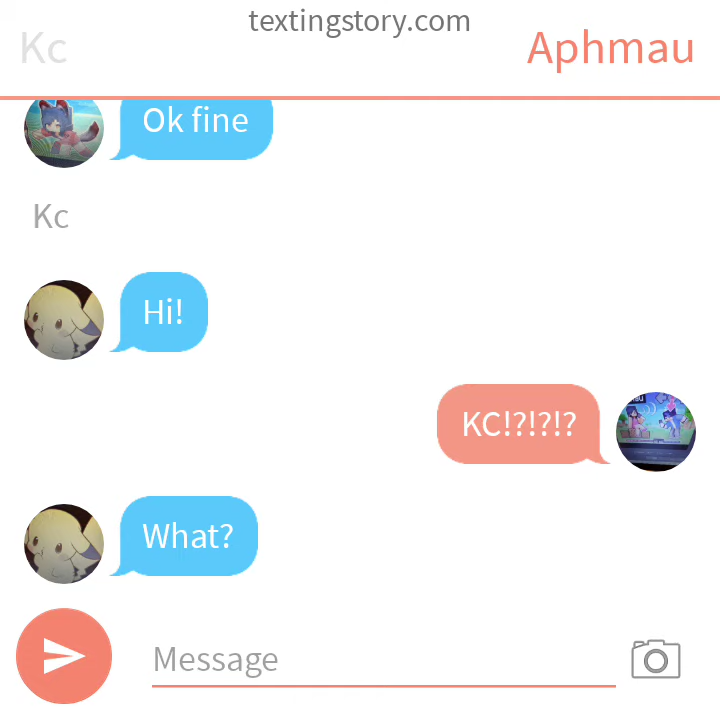 textingstory.com
Kc
Aphmau
Ok fine
Kc
Hi!
KC!?!?!?
What?
Message